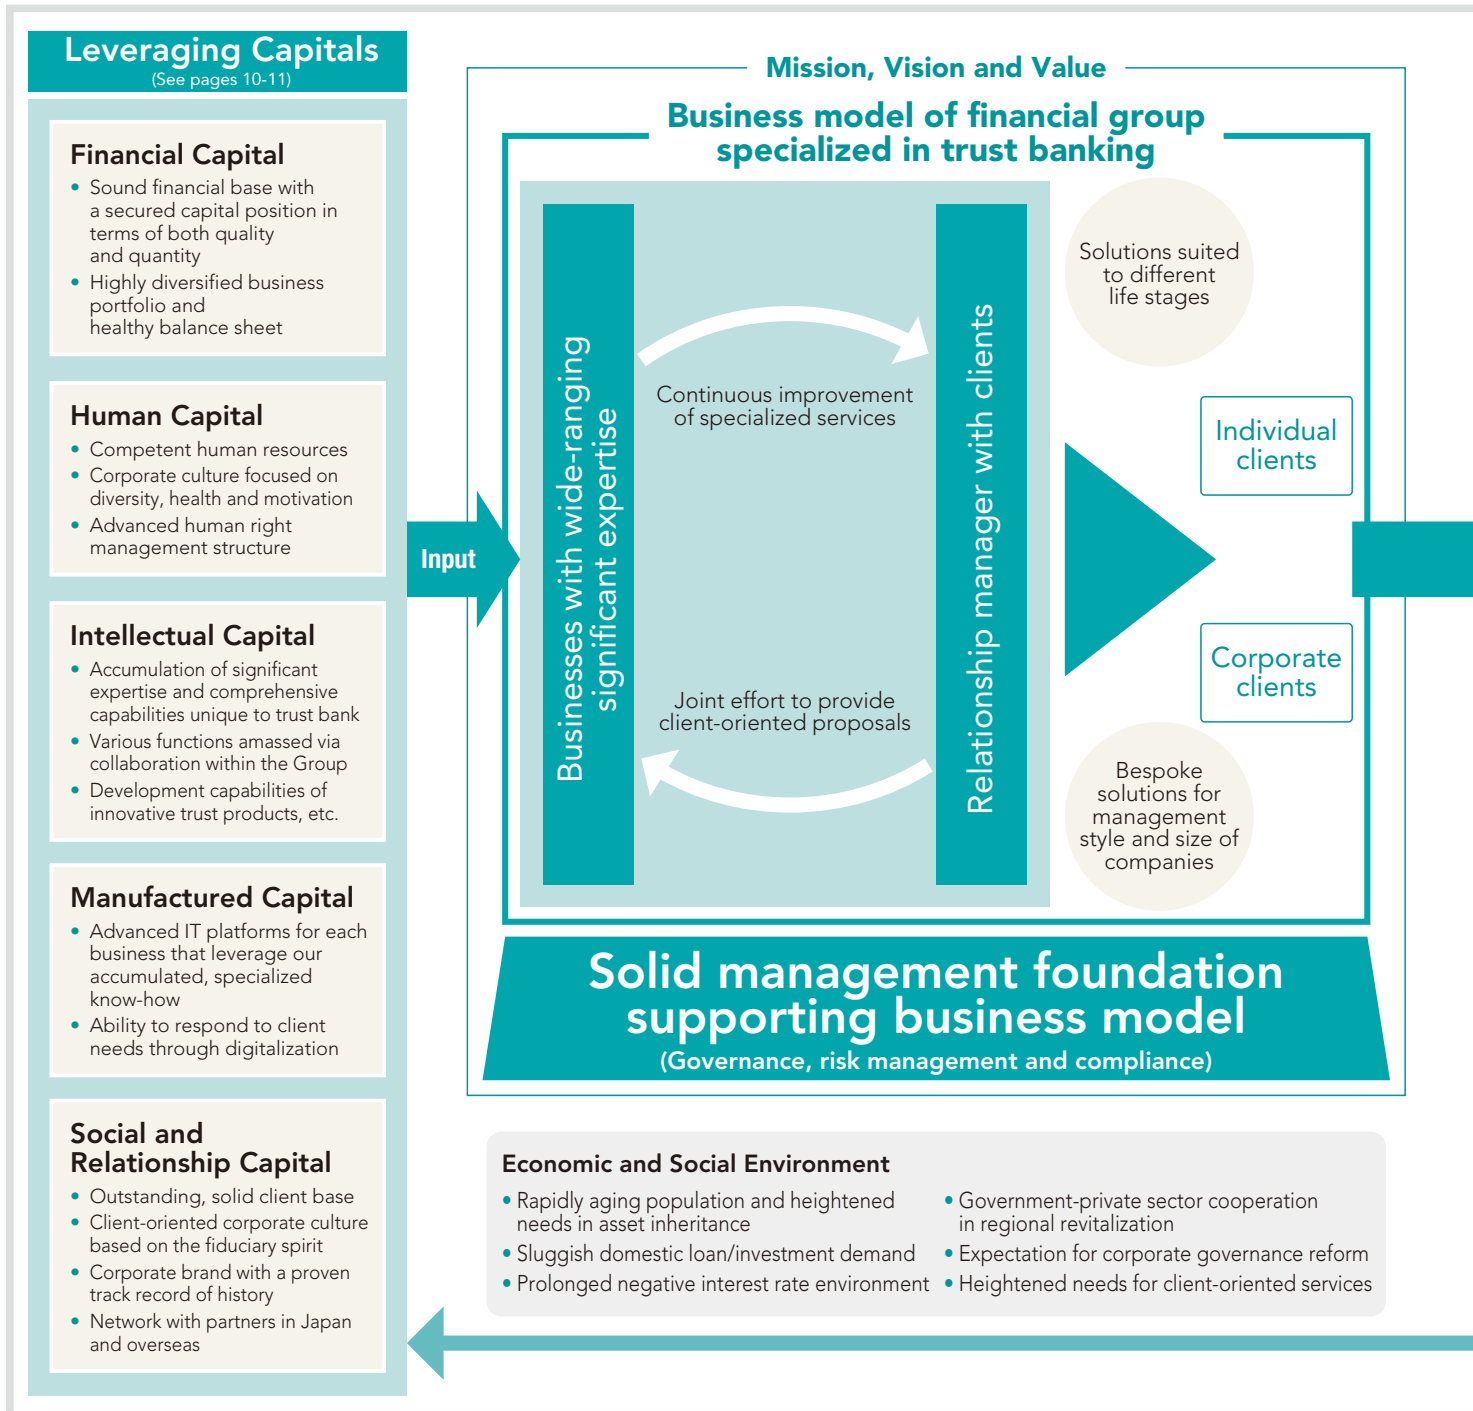 Leveraging Capitals
(See pages 10-11)
Financial Capital
• Sound financial base with
a secured capital position in
terms of both quality
and quantity
• Highly diversified business
portfolio and
healthy balance sheet
Human Capital
• Competent human resources
• Corporate culture focused on
diversity, health and motivation
• Advanced human right
management structure
Intellectual Capital
• Accumulation of significant
expertise and comprehensive
capabilities unique to trust bank
• Various functions amassed via
collaboration within the Group
• Development capabilities of
innovative trust products, etc.
Manufactured Capital
• Advanced IT platforms for each
business that leverage our
accumulated, specialized
know-how
• Ability to respond to client
needs through digitalization
Social and
Relationship Capital
• Outstanding, solid client base
• Client-oriented corporate culture
based on the fiduciary spirit
• Corporate brand with a proven
track record of history
• Network with partners in Japan
and overseas
Input
Mission, Vision and Value
Business model of financial group
specialized in trust banking
Businesses with wide-ranging
significant expertise
Continuous improvement
of specialized services
Joint effort to provide
client-oriented proposals
Relationship manager with clients
Solutions suited
to different
life stages
Individual
clients
Corporate
clients
Bespoke
solutions for
management
style and size of
companies
Solid management foundation
supporting business model
(Governance, risk management and compliance)
Economic and Social Environment
• Rapidly aging population and heightened
needs in asset inheritance
• Sluggish domestic loan/investment demand
• Prolonged negative interest rate environment
• Government-private sector cooperation
in regional revitalization
• Expectation for corporate governance reform
• Heightened needs for client-oriented services